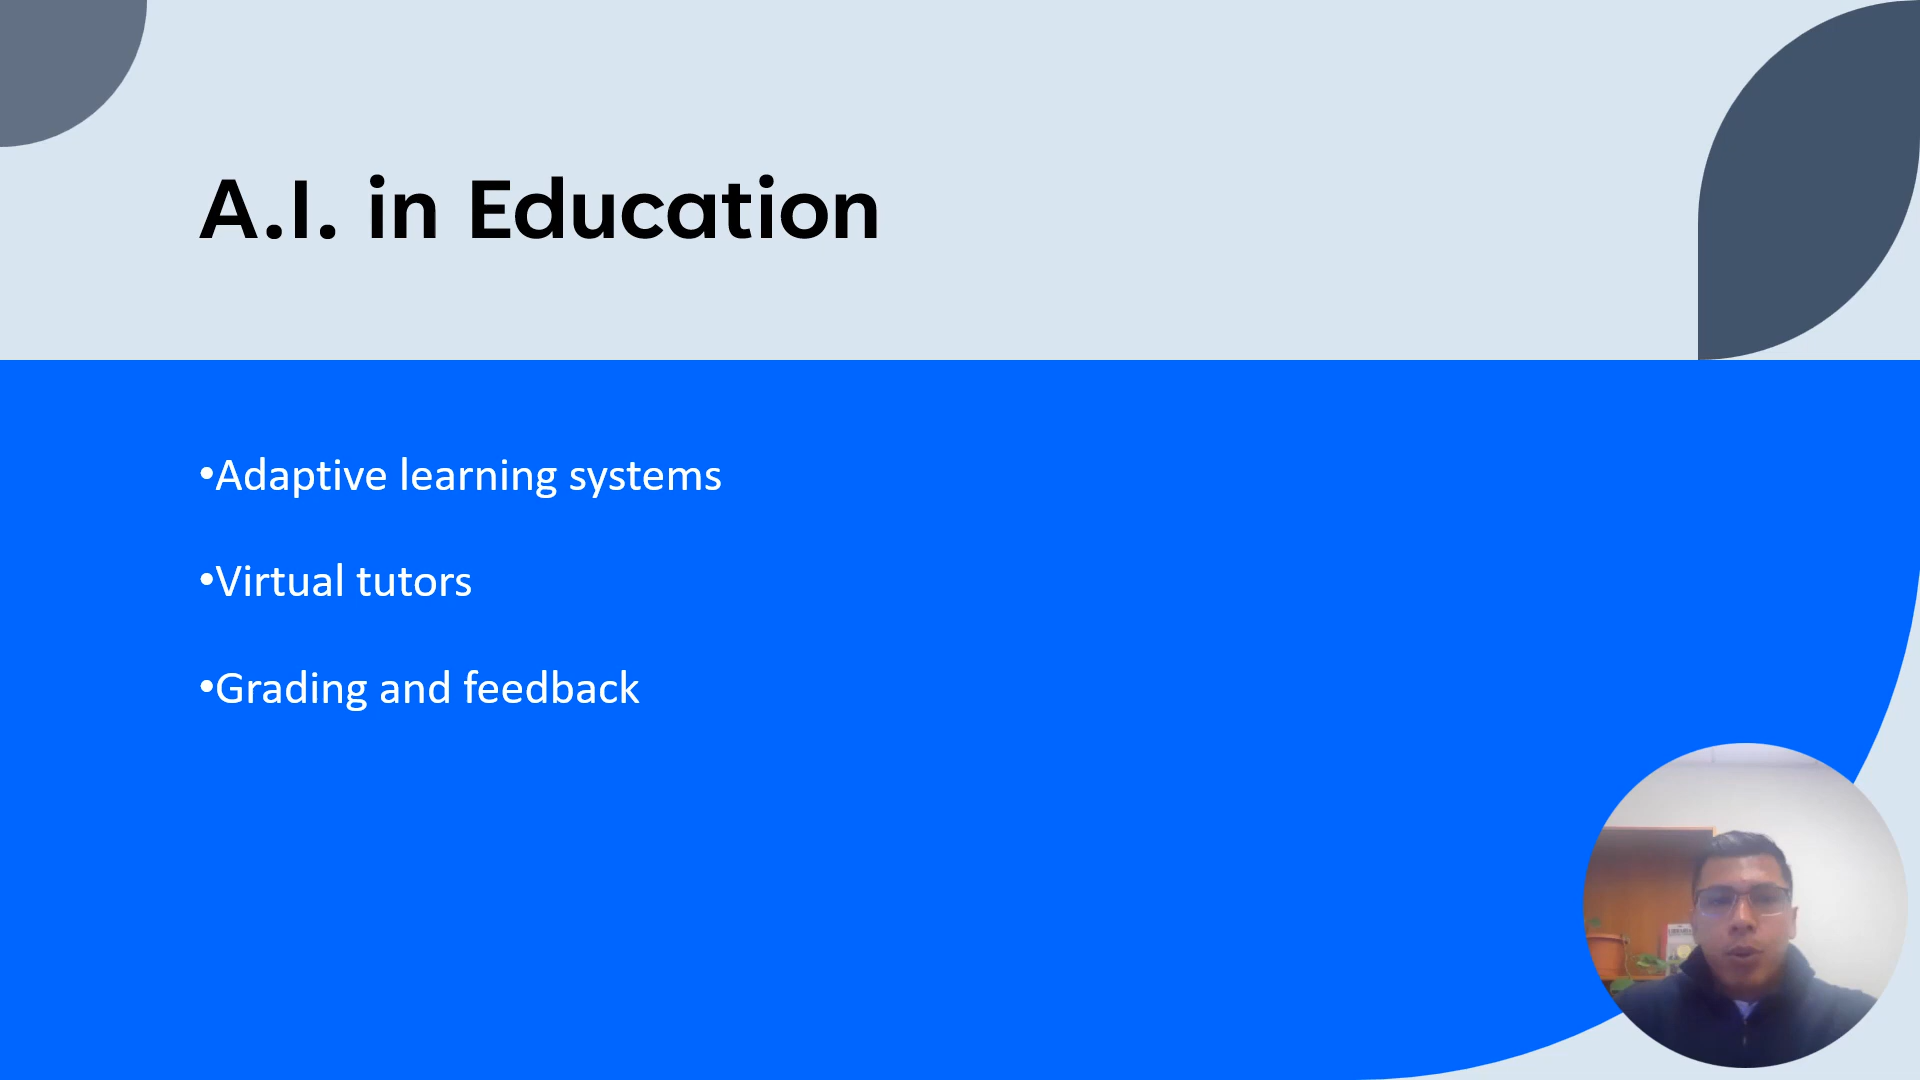 A.I. in Education
•Adaptive learning systems
•Virtual tutors
•Grading and feedback